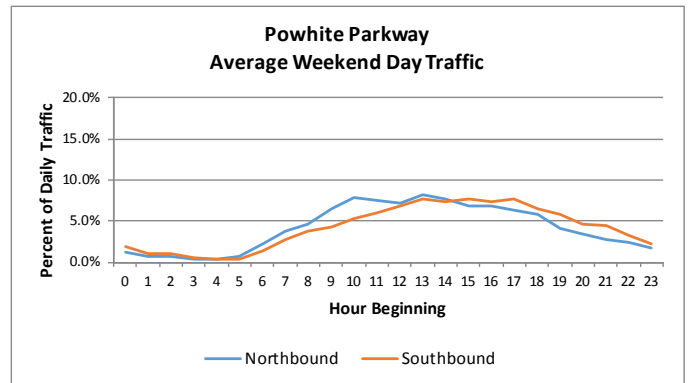 Powhite Parkway
Average Weekend Day Traffic
Percent of Daily Traffic
20.0%
15.0%
10.0%
5.0%
0.0%
0 1 2 3 4 5 6 7 8 9 10 11 12 13 14 15 16 17 18 19 20 21 22 23
Hour Beginning
Northbound Southbound